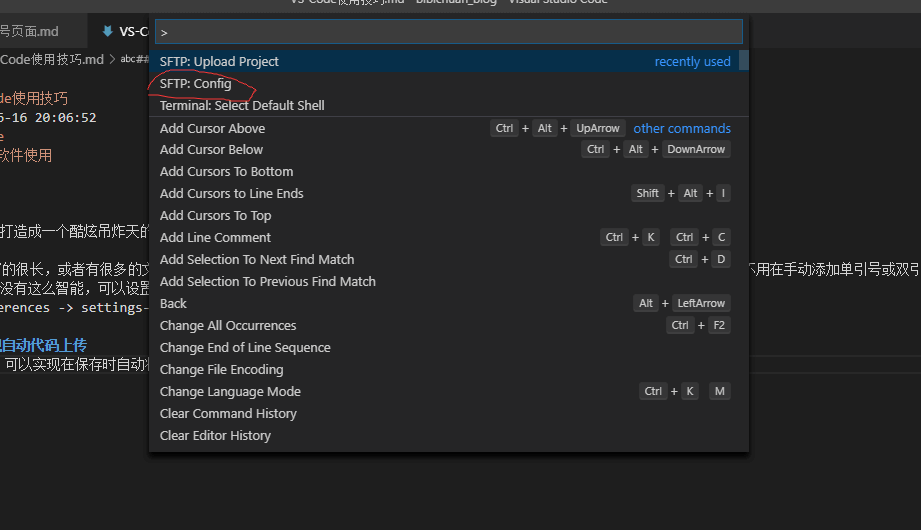 VS-Code使用技巧.md - bibichuan_blog - Visual Studio Code
号页面.md
VS-C
Code使用技巧.md > abc##
>
SFTP: Upload Project recently used
SFTP: Config
Terminal: Select Default Shell
Add Cursor Above Ctrl + Alt + UpArrow other commands
Add Cursor Below Ctrl + Alt + DownArrow
Add Cursors To Bottom
Add Cursors to Line Ends Shift + Alt + I
Add Cursors To Top
Add Line Comment Ctrl + K Ctrl + C
Add Selection To Next Find Match Ctrl + D
Add Selection To Previous Find Match
Back Alt + LeftArrow
Change All Occurrences Ctrl + F2
Change End of Line Sequence
Change File Encoding
Change Language Mode Ctrl + K M
Clear Command History
Clear Editor History
de使用技巧
6-16 20:06:52
e
软件使用
打造成一个酷炫吊炸天的
的很长，或者有很多的文
不用在手动添加单引号或双引
没有这么智能，可以设置
erences -> settings-
自动代码上传
可以实现在保存时自动